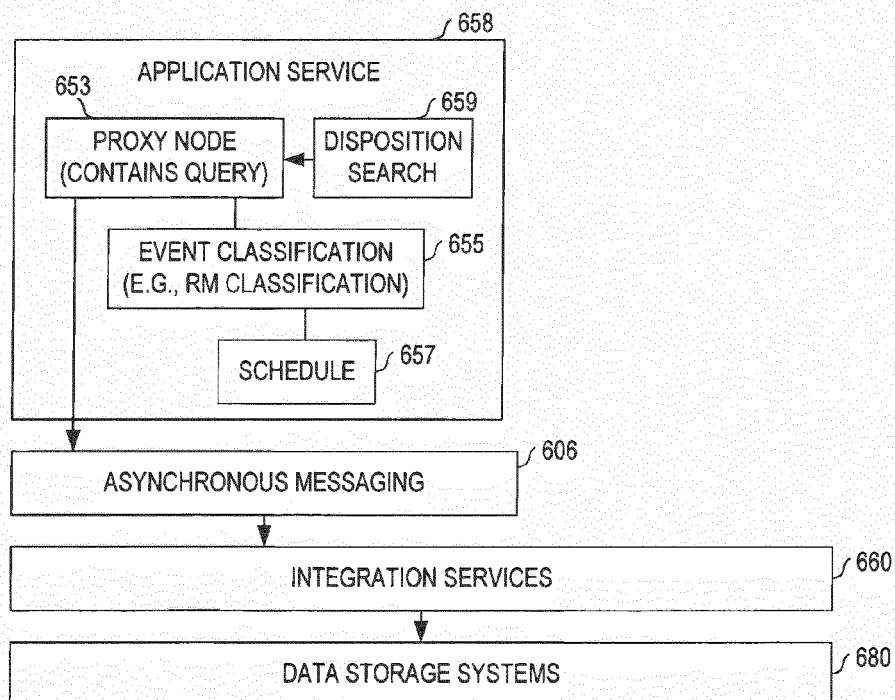 658
APPLICATION SERVICE
653
659
PROXY NODE
(CONTAINS QUERY)
DISPOSITION
SEARCH
EVENT CLASSIFICATION
(E.G., RM CLASSIFICATION)
655
SCHEDULE
657
606
ASYNCHRONOUS MESSAGING
INTEGRATION SERVICES
660
DATA STORAGE SYSTEMS
680